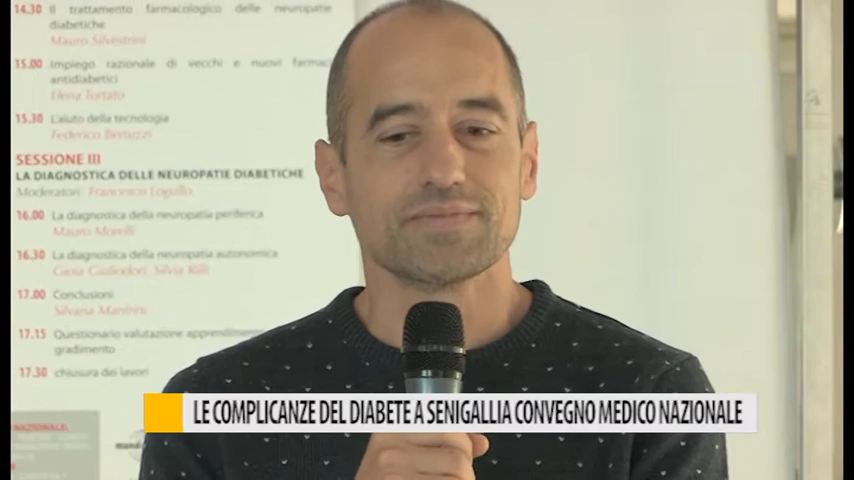 14.30 Il trattamento farmacologico delle neuropatie
diabetiche
Mauro Silvestrini
15.00 Impiego razionale di vecchi e nuovi farmaci
antidiabetici
Elena Tortato
15.30 L'aiuto della tecnologia
Federico Bertuzzi
SESSIONE III
LA DIAGNOSTICA DELLE NEUROPATIE DIABETICHE
Moderatori: Francesco Logullo
16.00 La diagnostica della neuropatia periferica
Mauro Morelli
16.30 La diagnostica della neuropatia autonomica
Gioia Giuliodori, Silvia Rilli
17.00 Conclusioni
Silvana Manfrini
17.15 Questionario valutazione apprendimento
gradimento
17.30 chiusura dei lavori
LE COMPLICANZE DEL DIABETE A SENIGALLIA CONVEGNO MEDICO NAZIONALE